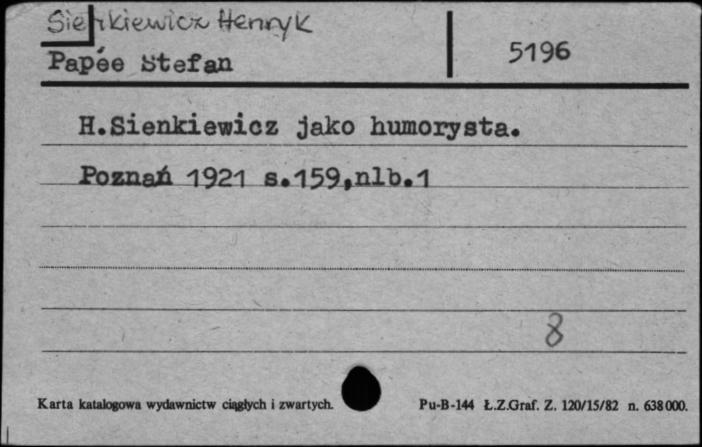 Sienkiewicz Henryk
Papée Stefan 5196
H.Sienkiewicz jako humorysta.
Poznań 1921 s.159,nlb.1
8
Karta katalogowa wydawnictw ciągłych i zwartych. Pu-B-144 Ł.Z.Graf. Z. 120/15/82 n. 638000.